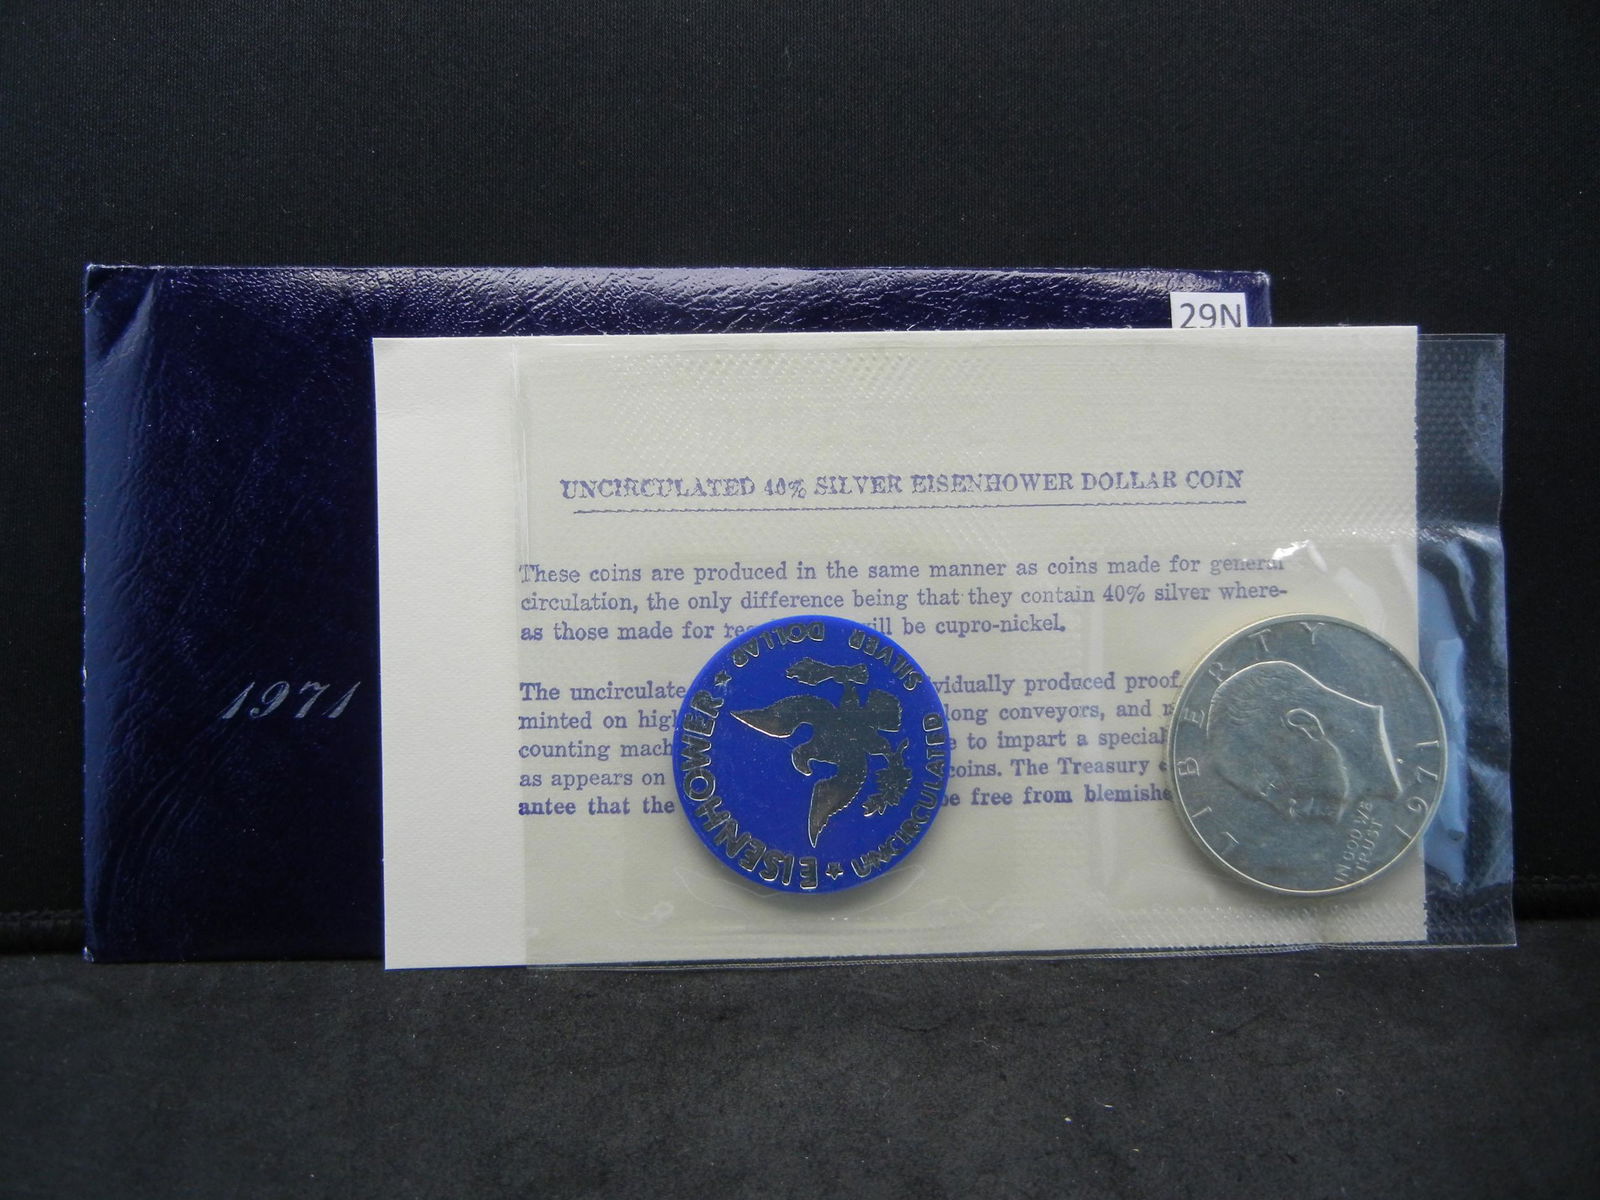 29N
1971
UNCIRCULATED 40% SILVER EISENHOWER DOLLAR COIN
These coins are produced in the same manner as coins made for general
circulation, the only difference being that they contain 40% silver where-
as those made for will be cupro-nickel.
The uncirculate vidually produced proof
minted on high long conveyors, and
counting mach e to impart a special
as appears on coins. The Treasury
antee that the be free from blemishe
EISENHOWER
UNCIRCULATED
SILVER DOLLAR
LIBERTY
IN GOD WE
TRUST
1971